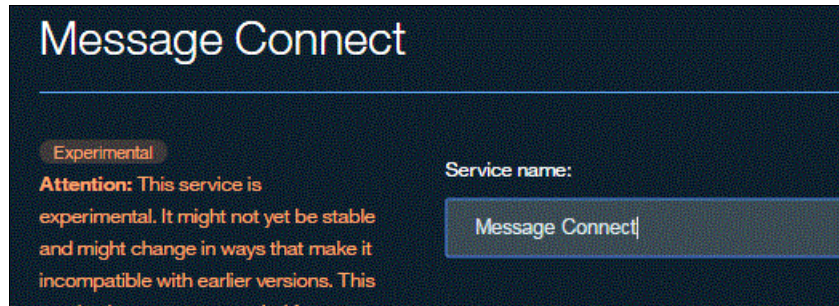 Message Connect
Experimental
Attention: This service is
experimental. It might not yet be stable
and might change in ways that make it
incompatible with earlier versions. This
Service name:
Message Connect